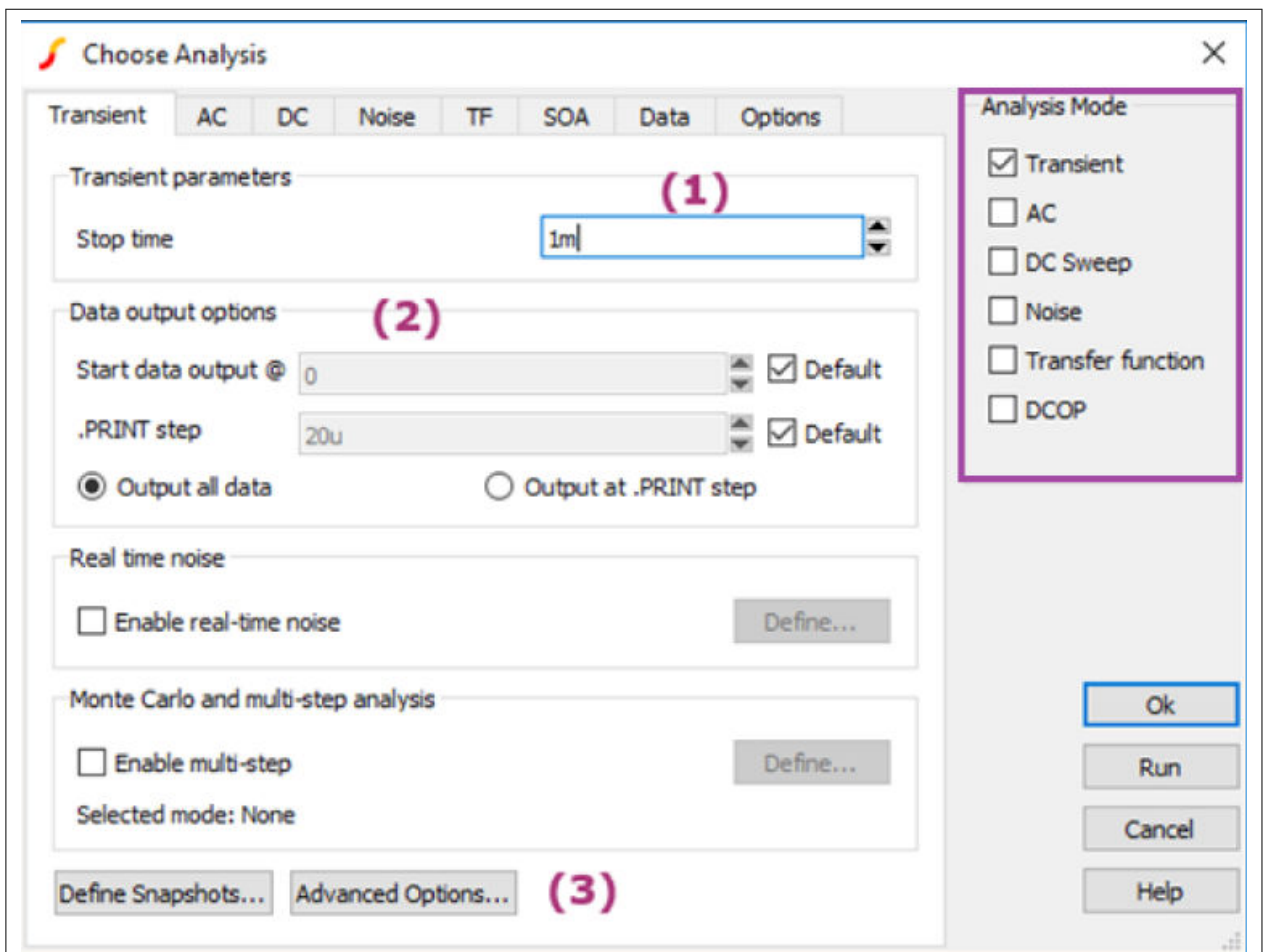 Choose Analysis
Transient AC DC Noise TF SOA Data Options
Transient parameters
(1)
Stop time 1m
Data output options
(2)
Start data output @ 0 Default
.PRINT step 20u Default
Output all data Output at .PRINT step
Real time noise
Enable real-time noise Define...
Monte Carlo and multi-step analysis
Enable multi-step Define...
Selected mode: None
Define Snapshots... Advanced Options... (3)
Analysis Mode
Transient
AC
DC Sweep
Noise
Transfer function
DCOP
Ok
Run
Cancel
Help